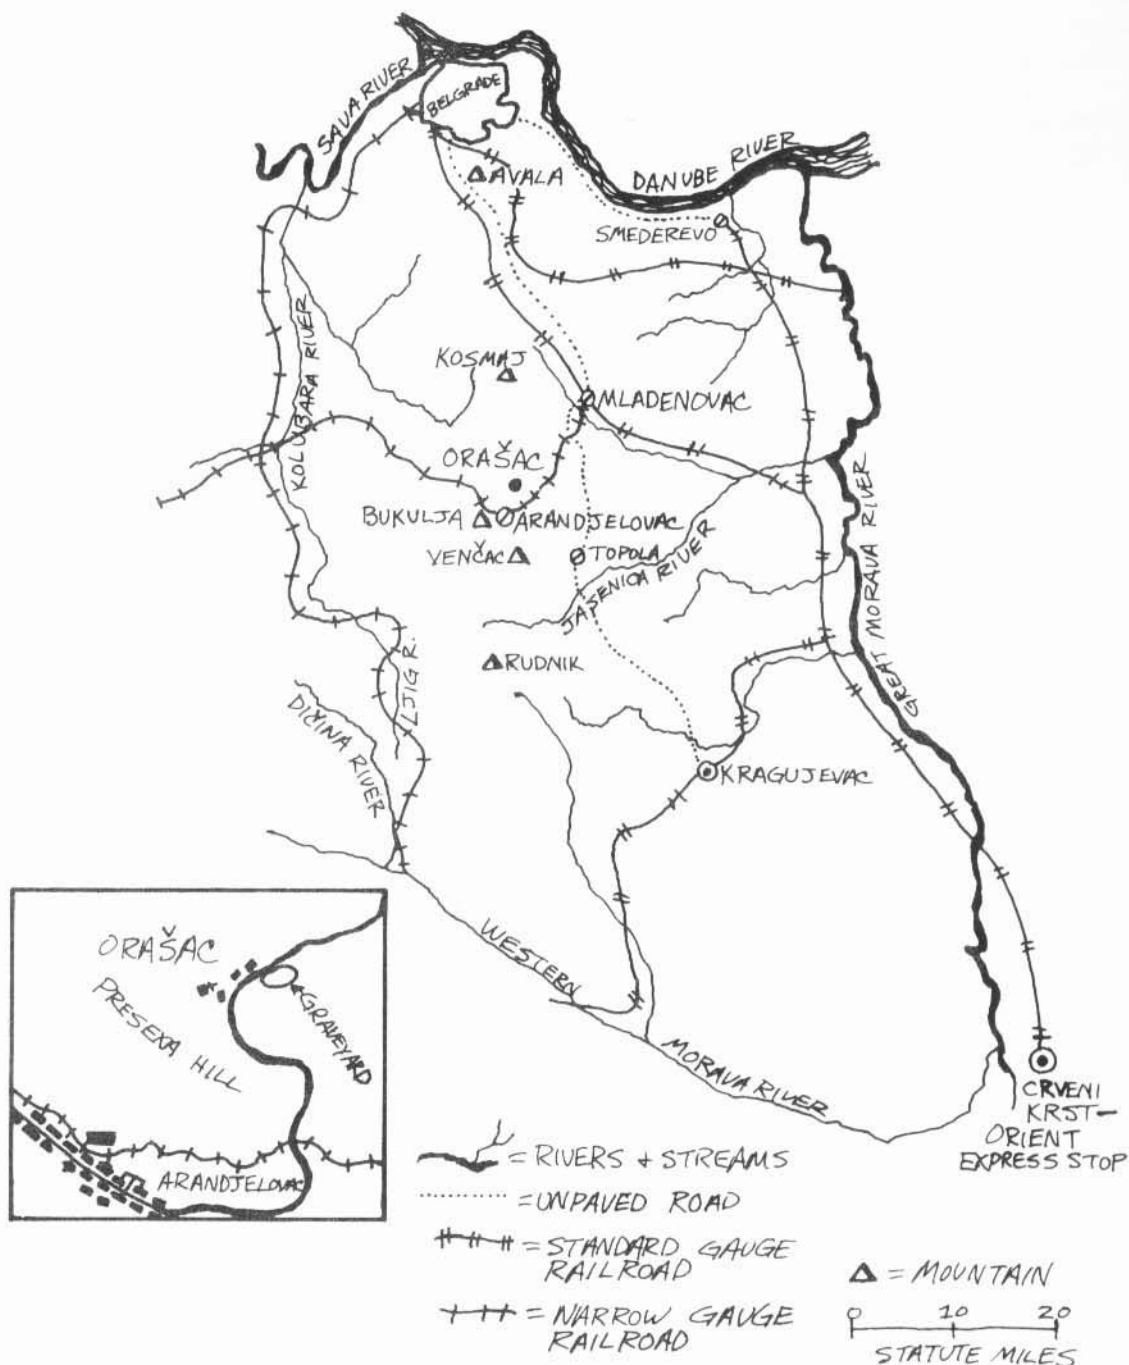 SAVA RIVER
BELGRADE
AVALA
DANUBE RIVER
SMEDEREVO
KOLUBARA RIVER
KOSMAJ
MLADENOVAC
ORAŠAC
BUKULJA
ARANDJELOVAC
VENČAC
TOPOLA
JASENICA RIVER
GREAT MORAVA RIVER
RUDNIK
LJIG R.
DIČINA RIVER
KRAGUJEVAC
WESTERN
MORAVA RIVER
CRVENI
KRST-
ORIENT
EXPRESS STOP
ORAŠAC
GRAVEYARD
PRESEKA HILL
ARANDJELOVAC
= RIVERS + STREAMS
= UNPAVED ROAD
= STANDARD GAUGE
RAILROAD
= NARROW GAUGE
RAILROAD
= MOUNTAIN
0 10 20
STATUTE MILES